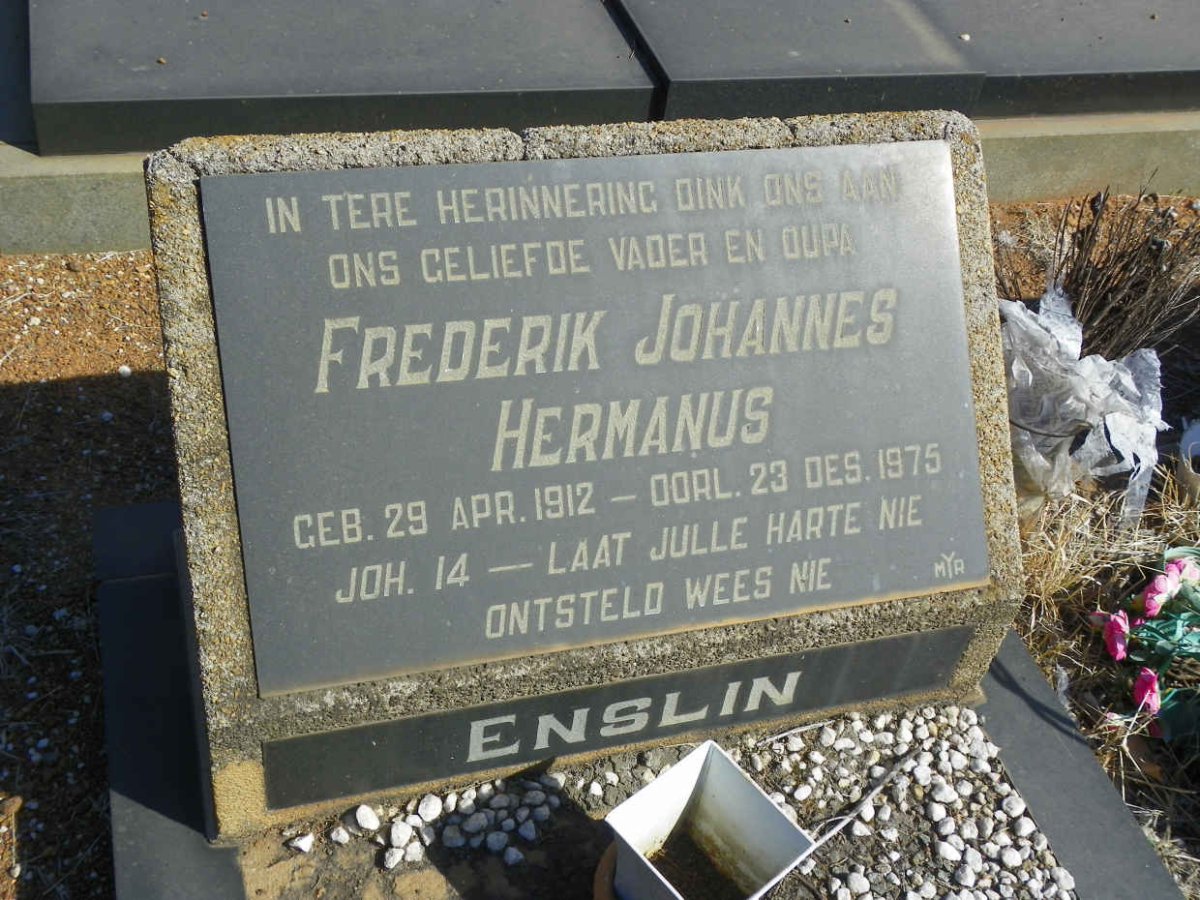 IN TERE HERINNERING DINK ONS AAN
ONS GELIEFDE VADER EN OUPA
FREDERIK JOHANNES
HERMANUS
GEB. 29 APR. 1912 – OORL. 23 DES. 1975
JOH. 14 – LAAT JULLE HARTE NIE
ONTSTELD WEES NIE
MYR
ENSLIN